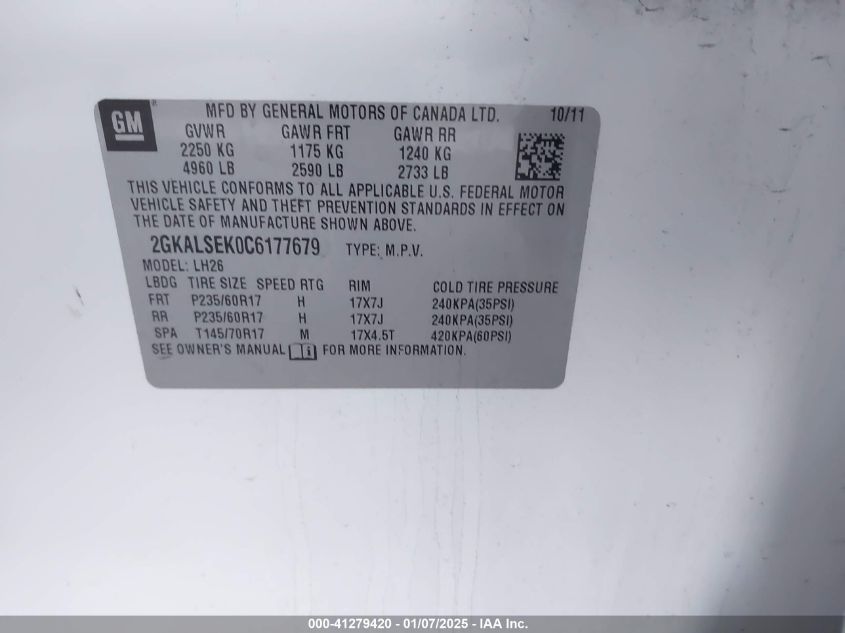 GM ® MFD BY GENERAL MOTORS OF CANADA LTD. 10/11
GVWR GAWR FRT GAWR RR
2250 KG 1175 KG 1240 KG
4960 LB 2590 LB 2733 LB
THIS VEHICLE CONFORMS TO ALL APPLICABLE U.S. FEDERAL MOTOR
VEHICLE SAFETY AND THEFT PREVENTION STANDARDS IN EFFECT ON
THE DATE OF MANUFACTURE SHOWN ABOVE.
2GKALSEK0C6177679 TYPE: M.P.V.
MODEL: LH26
LBDG TIRE SIZE SPEED RTG RIM COLD TIRE PRESSURE
FRT P235/60R17 H 17X7J 240KPA(35PSI)
RR P235/60R17 H 17X7J 240KPA(35PSI)
SPA T145/70R17 M 17X4.5T 420KPA(60PSI)
SEE OWNER'S MANUAL i FOR MORE INFORMATION.
000-41279420 — 01/07/2025 — IAA Inc.